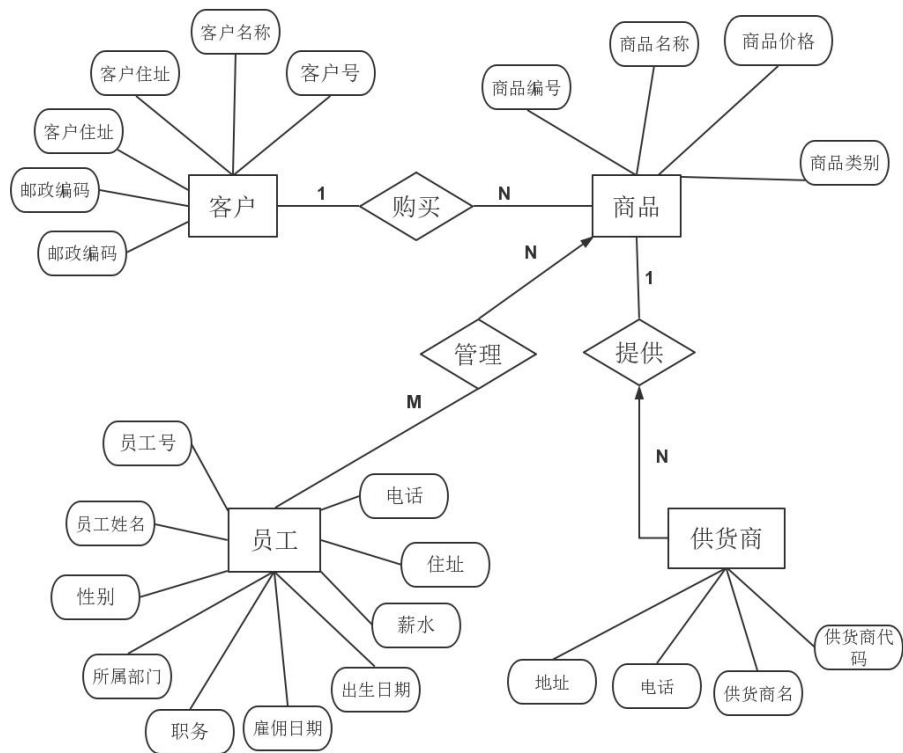 客户名称
商品名称
商品价格
客户住址
客户号
商品编号
客户住址
商品类别
邮政编码
客户
1
购买
N
商品
邮政编码
N
1
管理
提供
M
员工号
N
电话
员工姓名
员工
供货商
住址
性别
薪水
供货商代
码
所属部门
出生日期
地址
电话
供货商名
职务
雇佣日期